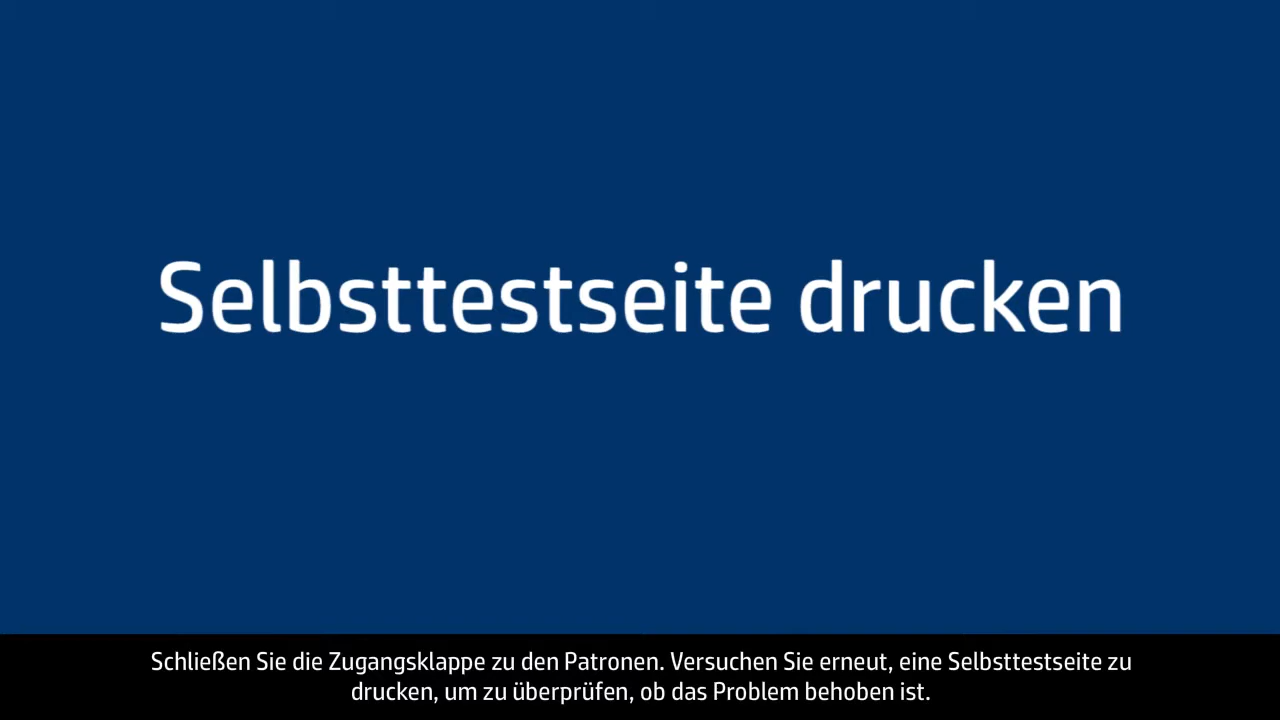 Selbsttestseite drucken
Schließen Sie die Zugangsklappe zu den Patronen. Versuchen Sie erneut, eine Selbsttestseite zu
drucken, um zu überprüfen, ob das Problem behoben ist.